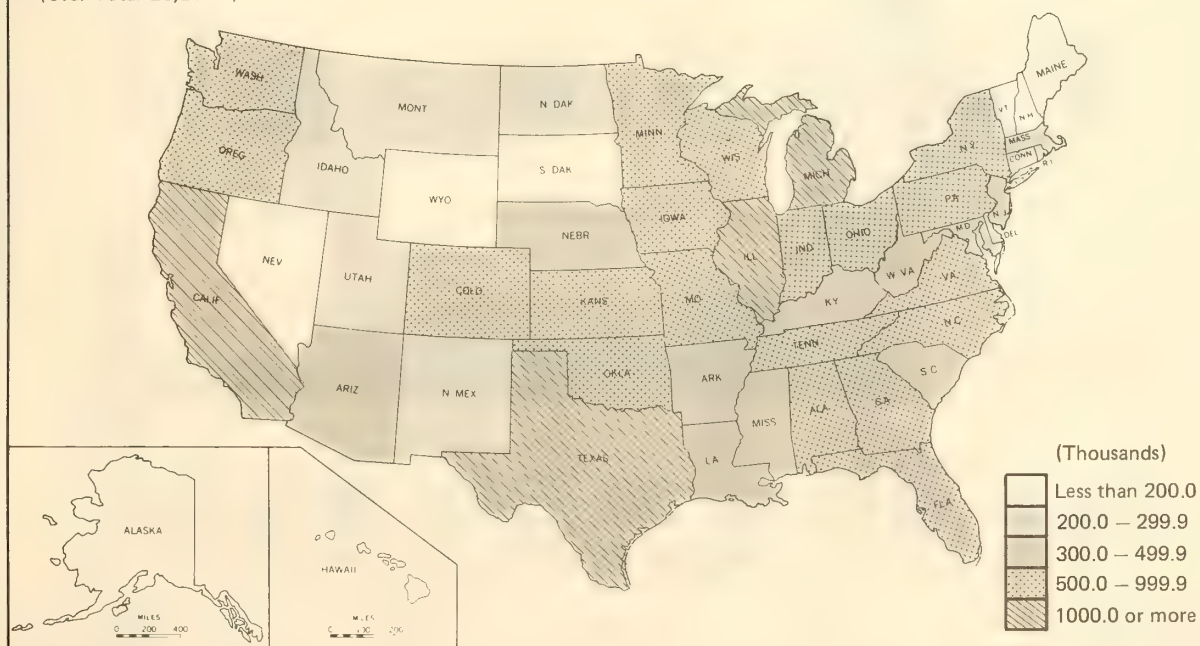 WASH
MONT
N DAK
MINN
MAINE
VT
N H
OREG
IDAHO
WYO
S DAK
WIS
MICH
N Y
MASS
CONN
R I
IOWA
PA
N J
NEV
UTAH
COLO
NEBR
ILL
IND
OHIO
MD
DEL
CALIF
KANS
MO
KY
W VA
VA
ARIZ
N MEX
OKLA
ARK
TENN
N C
S C
TEXAS
LA
MISS
ALA
GA
FLA
ALASKA
MILES
0 200 400
HAWAII
MILES
0 100 200
(Thousands)
Less than 200.0
200.0 – 299.9
300.0 – 499.9
500.0 – 999.9
1000.0 or more